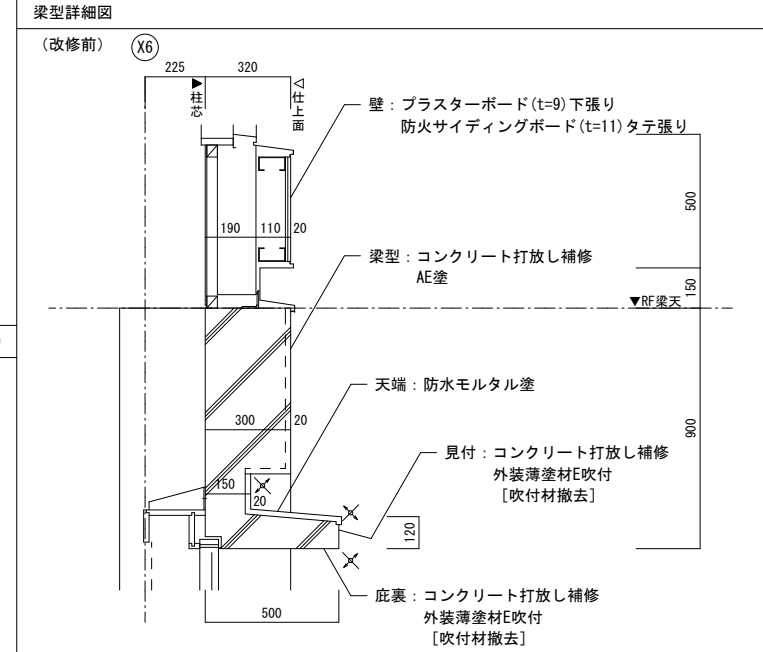 梁型詳細図
(改修前)
X6
225
320
▶柱芯
◁仕上面
壁：プラスターボード(t=9)下張り
防火サイディングボード(t=11)タテ張り
500
190
110
20
梁型：コンクリート打放し補修
AE塗
150
▼RF梁天
天端：防水モルタル塗
300
20
900
見付：コンクリート打放し補修
外装薄塗材E吹付
[吹付材撤去]
150
20
120
庇裏：コンクリート打放し補修
外装薄塗材E吹付
[吹付材撤去]
500